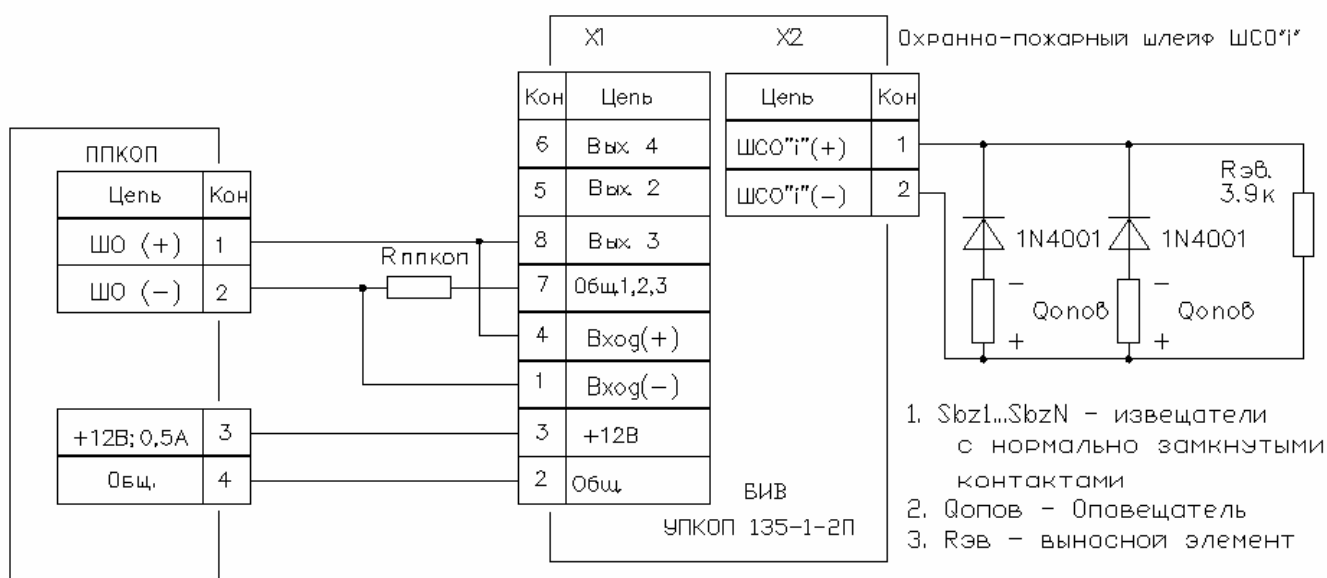 X1 X2
Охранно-пожарный шлейф ШСО"i"
Кон Цепь
6 Вых. 4
5 Вых. 2
8 Вых. 3
7 Общ.1,2,3
4 Вход(+)
1 Вход(-)
3 +12В
2 Общ.
Цепь Кон
ШСО"i"(+) 1
ШСО"i"(-) 2
ППКОП
Цепь Кон
ШО (+) 1
ШО (-) 2
+12В; 0,5А 3
Общ. 4
Rппкоп
Rэв.
3.9к
1N4001 1N4001
- -
Qопов Qопов
+ +
БИВ
УПКОП 135-1-2П
1. Sbz1...SbzN - извещатели
с нормально замкнутыми
контактами
2. Qопов - Оповещатель
3. Rэв - выносной элемент